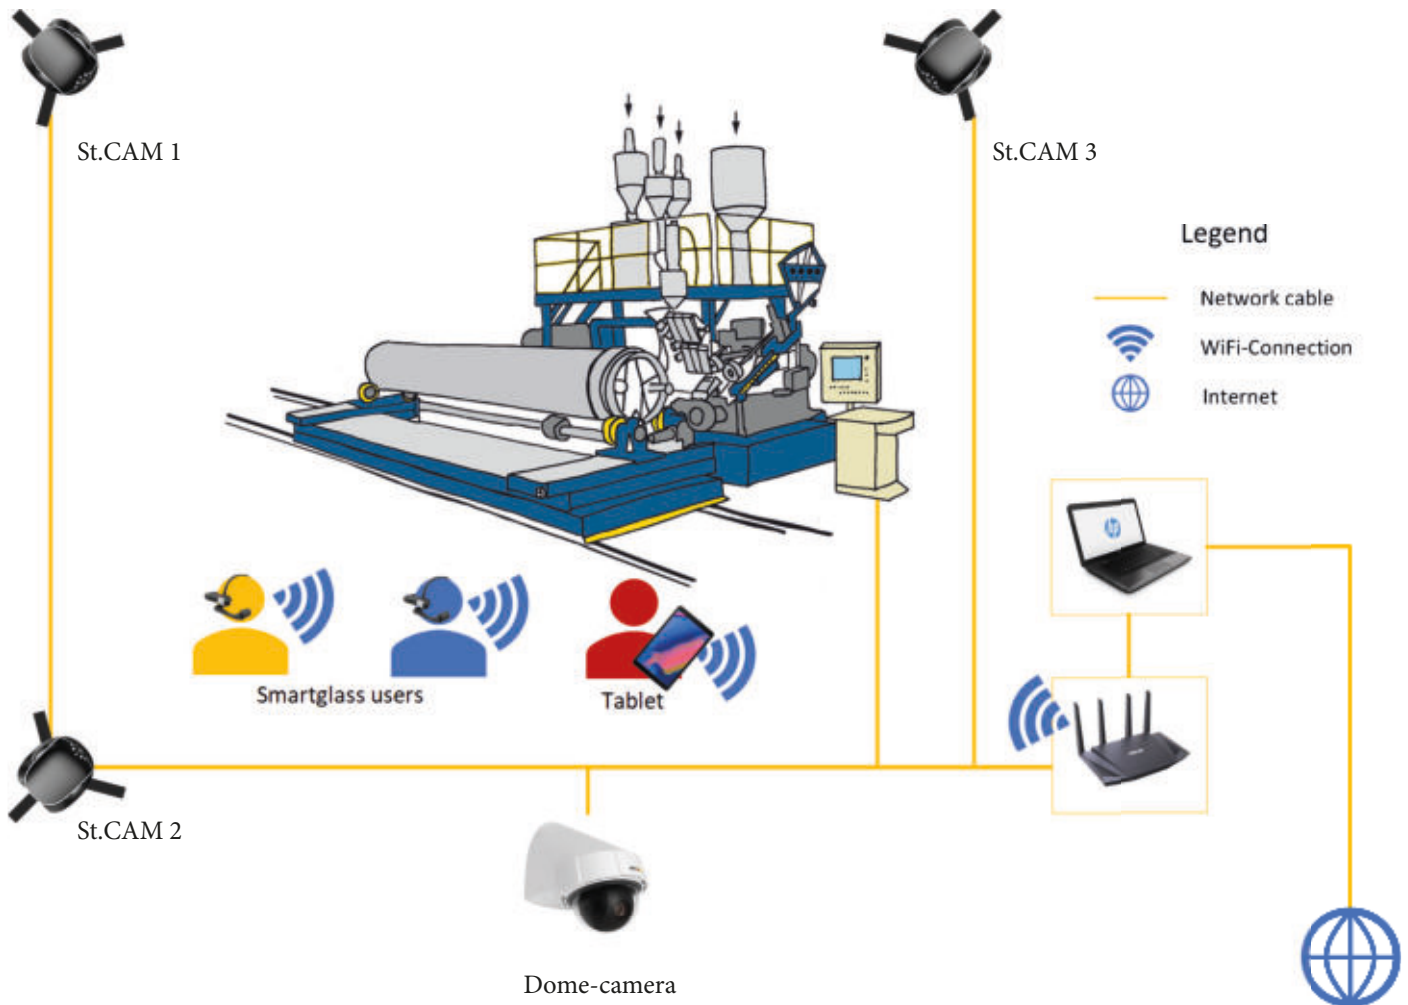 St.CAM 1
St.CAM 3
Legend
Network cable
WiFi-Connection
Internet
hp
Smartglass users
Tablet
St.CAM 2
Dome-camera